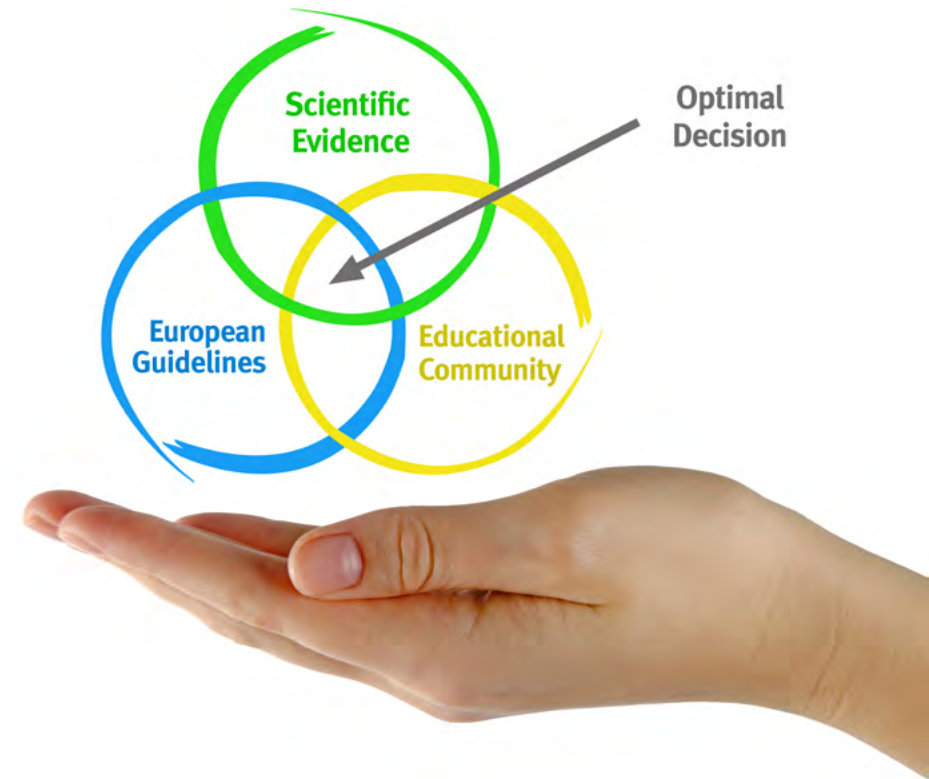 Scientific
Evidence
Optimal
Decision
European
Guidelines
Educational
Community